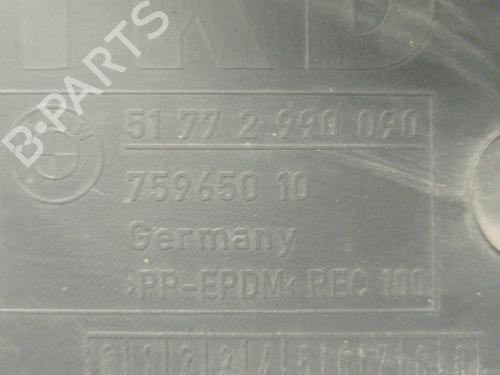 B-PARTS
51 77 2 990 090
759650 10
Germany
>PP-EPDM< REC 100